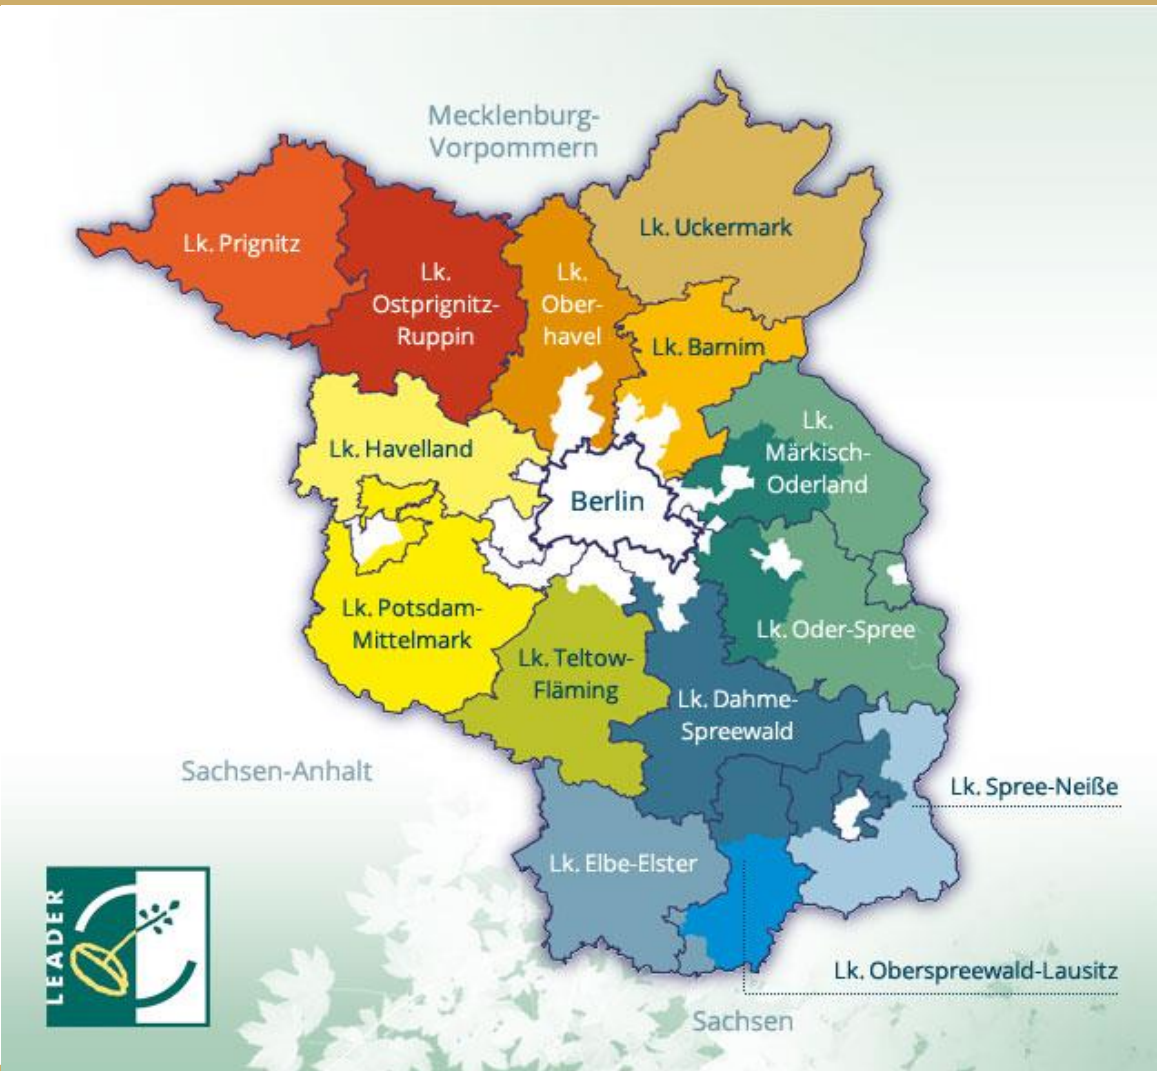 Mecklenburg-
Vorpommern
Lk. Uckermark
Lk. Prignitz
Lk.
Ostprignitz-
Ruppin
Lk.
Ober-
havel
Lk. Barnim
Lk.
Märkisch-
Oderland
Lk. Havelland
Berlin
Lk. Potsdam-
Mittelmark
Lk. Oder-Spree
Lk. Teltow-
Fläming
Lk. Dahme-
Spreewald
Sachsen-Anhalt
Lk. Spree-Neiße
Lk. Elbe-Elster
LEADER
Lk. Oberspreewald-Lausitz
Sachsen